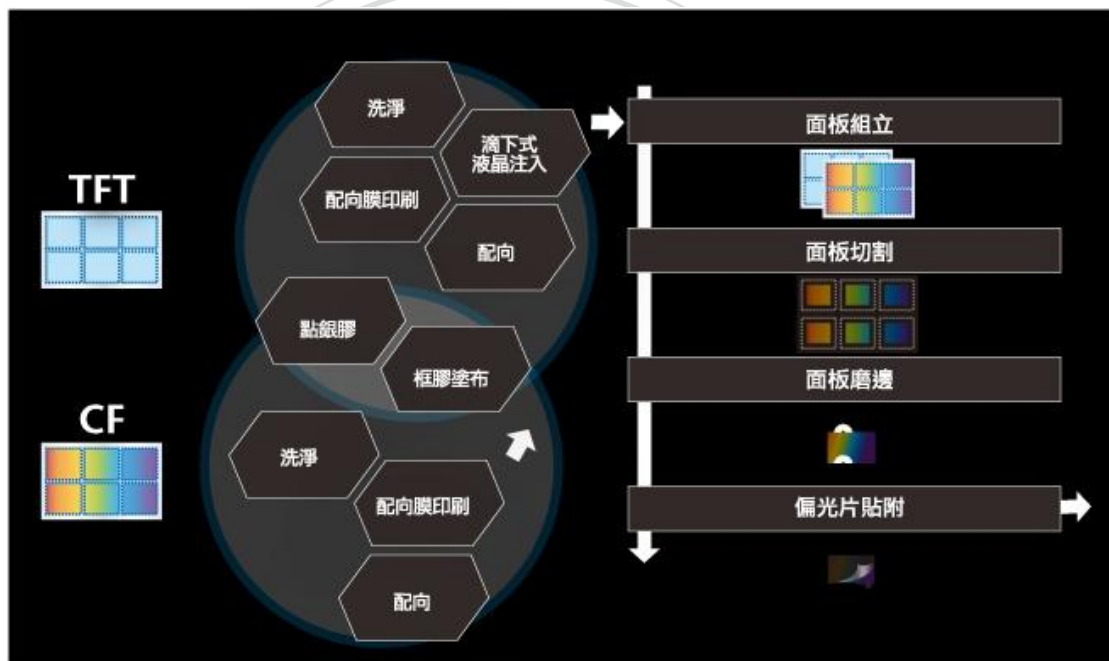 TFT
洗淨
滴下式
液晶注入
配向膜印刷
配向
點銀膠
框膠塗布
CF
洗淨
配向膜印刷
配向
面板組立
面板切割
面板磨邊
偏光片貼附